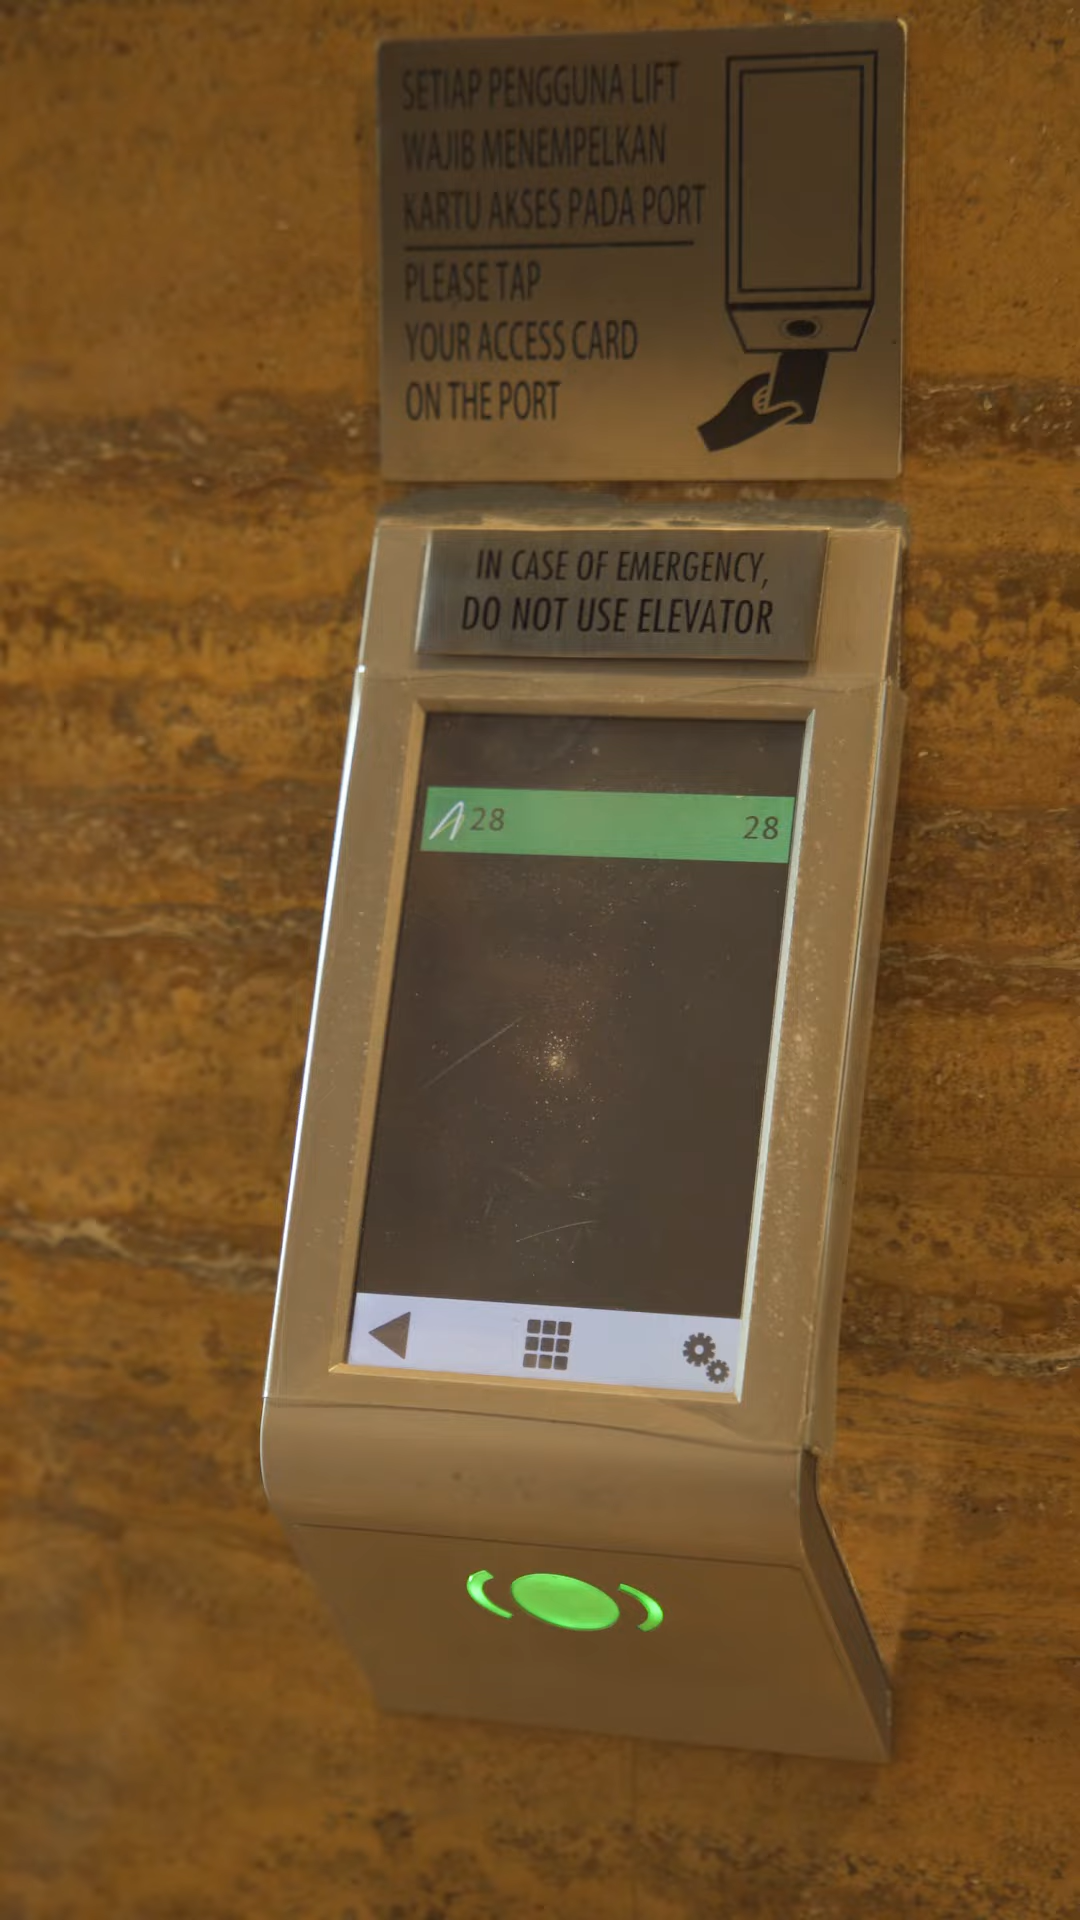 SETIAP PENGGUNA LIFT
WAJIB MENEMPELKAN
KARTU AKSES PADA PORT
PLEASE TAP
YOUR ACCESS CARD
ON THE PORT
IN CASE OF EMERGENCY,
DO NOT USE ELEVATOR
A 28 28